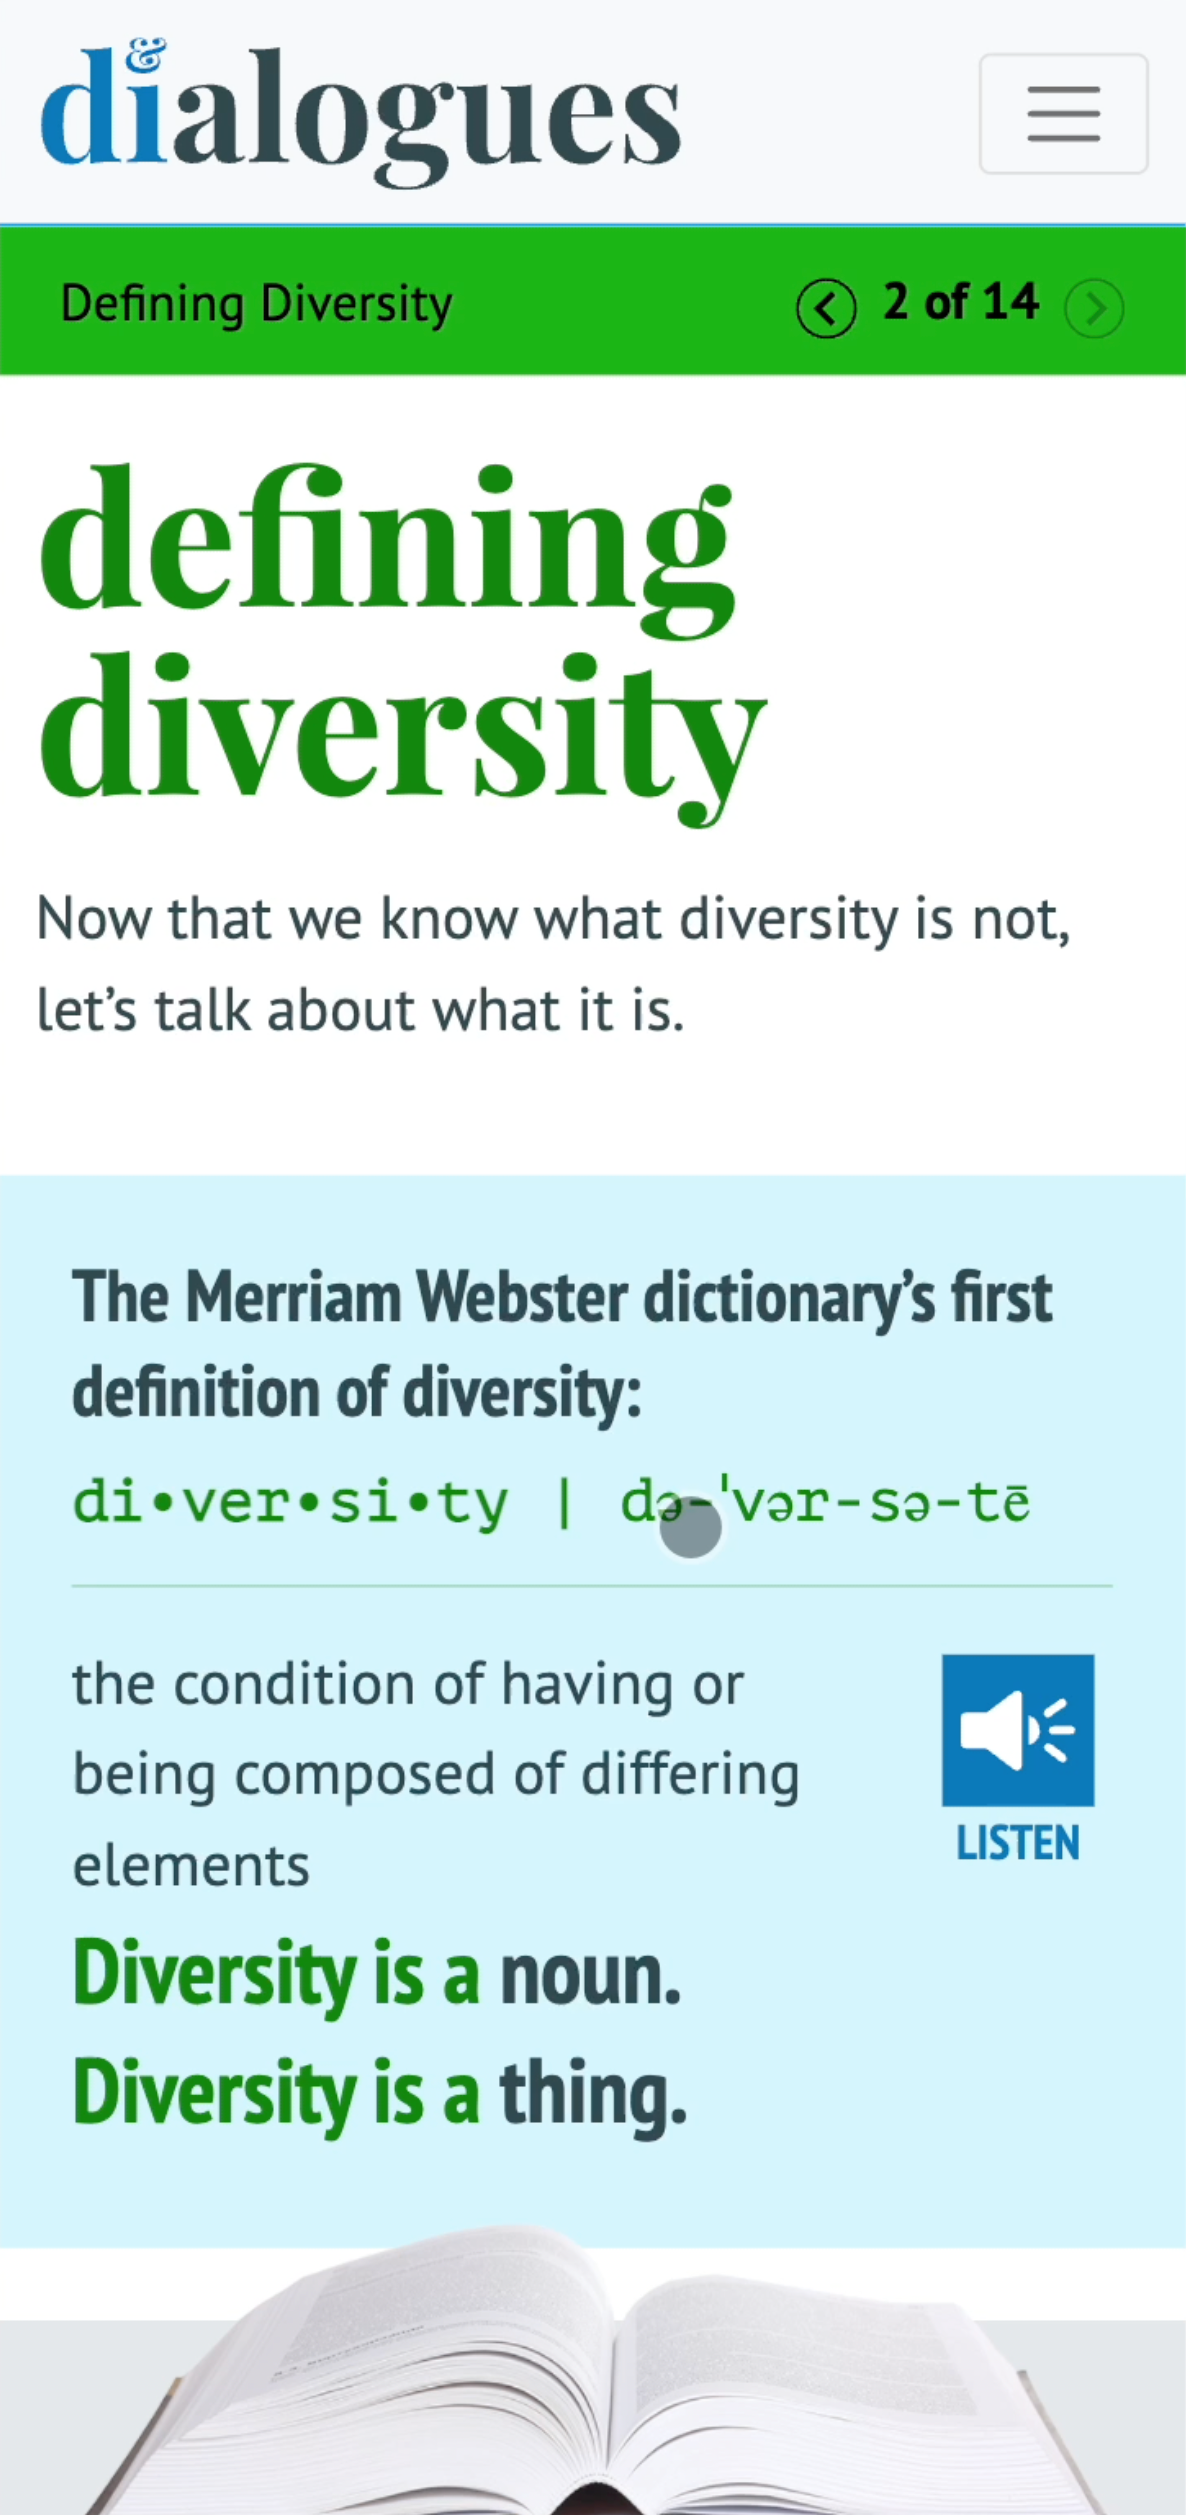 di&alogues
Defining Diversity 2 of 14
defining
diversity
Now that we know what diversity is not,
let’s talk about what it is.
The Merriam Webster dictionary’s first
definition of diversity:
di•ver•si•ty | də-ˈvər-sə-tē
the condition of having or
being composed of differing
elements
LISTEN
Diversity is a noun.
Diversity is a thing.